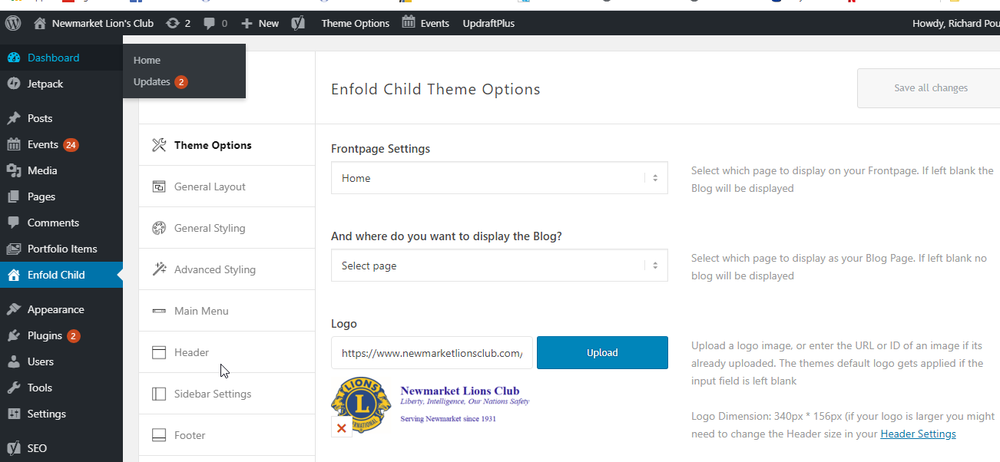 Newmarket Lion's Club 2 0 New Theme Options Events UpdraftPlus Howdy, Richard Pou
Dashboard
Home
Updates 2
Jetpack
Posts
Events 24
Media
Pages
Comments
Portfolio Items
Enfold Child
Appearance
Plugins 2
Users
Tools
Settings
SEO
Enfold Child Theme Options
Save all changes
Theme Options
General Layout
General Styling
Advanced Styling
Main Menu
Header
Sidebar Settings
Footer
Frontpage Settings
Home
Select which page to display on your Frontpage. If left blank the
Blog will be displayed
And where do you want to display the Blog?
Select page
Select which page to display as your Blog Page. If left blank no
blog will be displayed
Logo
https://www.newmarketlionsclub.com/
Upload
Upload a logo image, or enter the URL or ID of an image if its
already uploaded. The themes default logo gets applied if the
input field is left blank
LIONS
L
INTERNATIONAL
Newmarket Lions Club
Liberty, Intelligence, Our Nations Safety
Serving Newmarket since 1931
Logo Dimension: 340px * 156px (if your logo is larger you might
need to change the Header size in your Header Settings